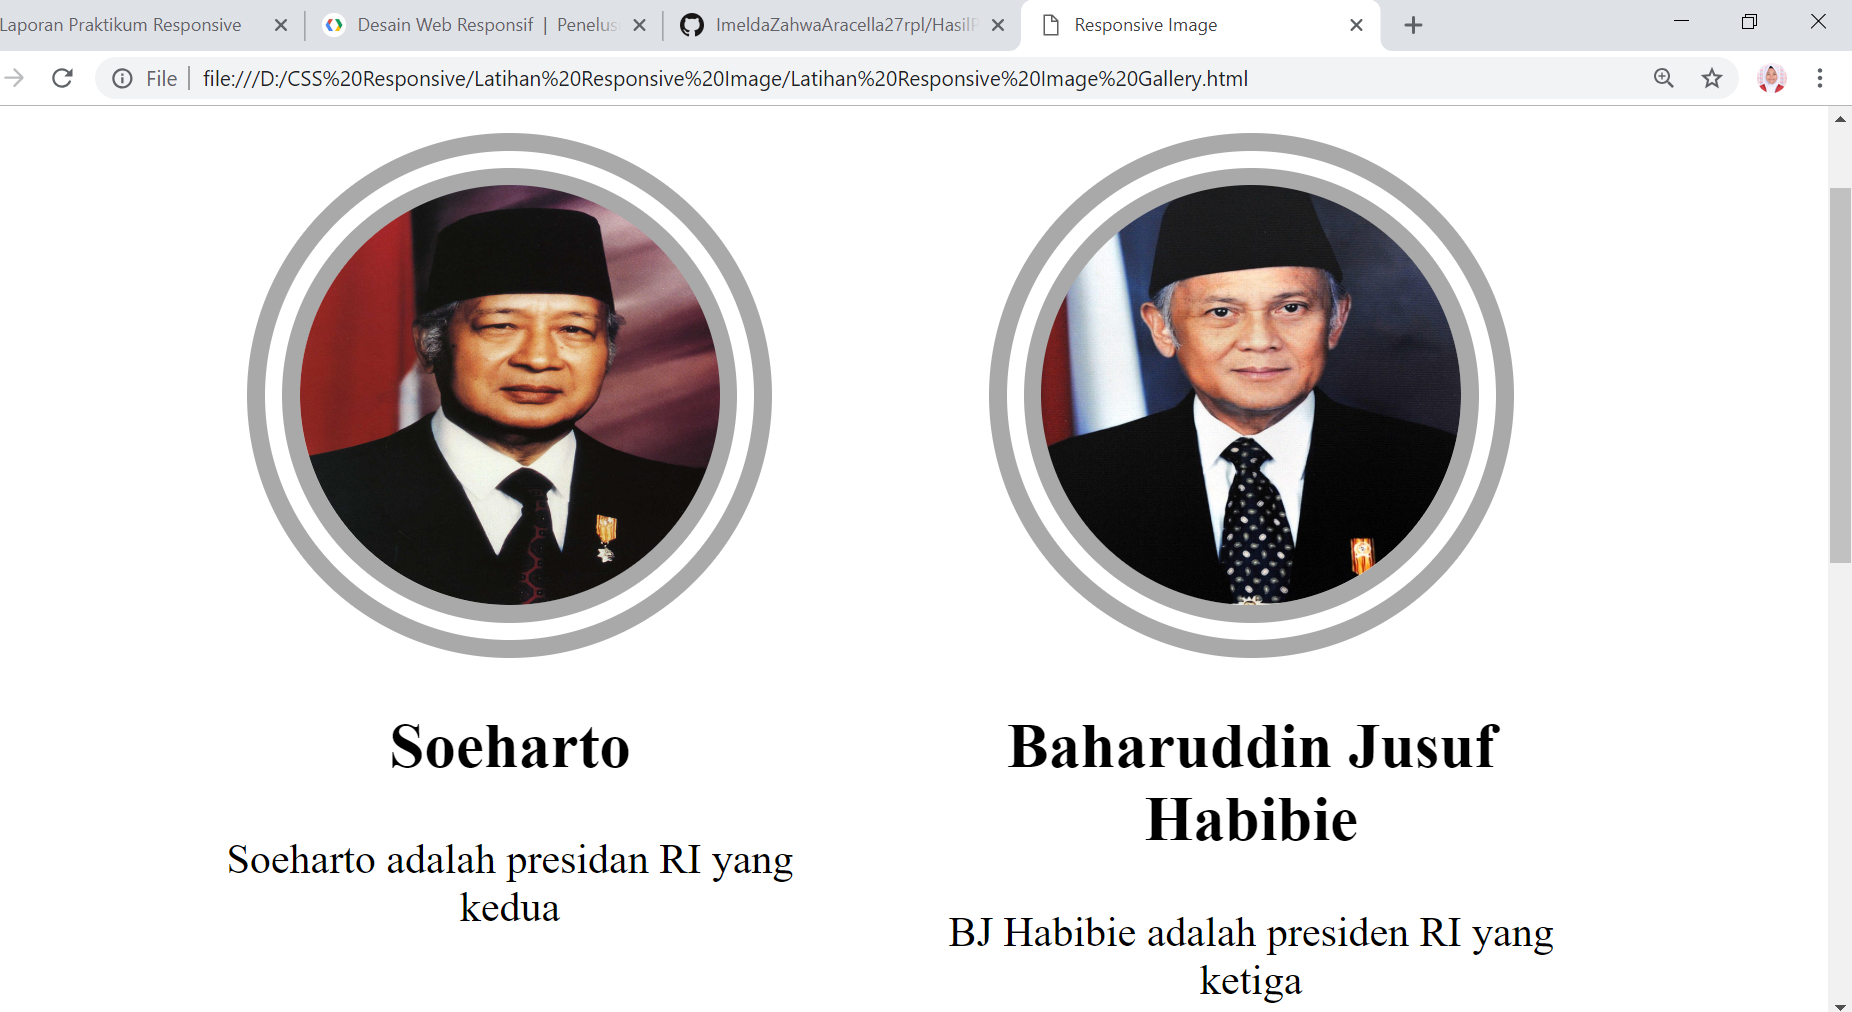 Laporan Praktikum Responsive
Desain Web Responsif | Penelus
ImeldaZahwaAracella27rpl/HasilP
Responsive Image
File
file:///D:/CSS%20Responsive/Latihan%20Responsive%20Image/Latihan%20Responsive%20Image%20Gallery.html
Soeharto
Soeharto adalah presidan RI yang
kedua
Baharuddin Jusuf
Habibie
BJ Habibie adalah presiden RI yang
ketiga